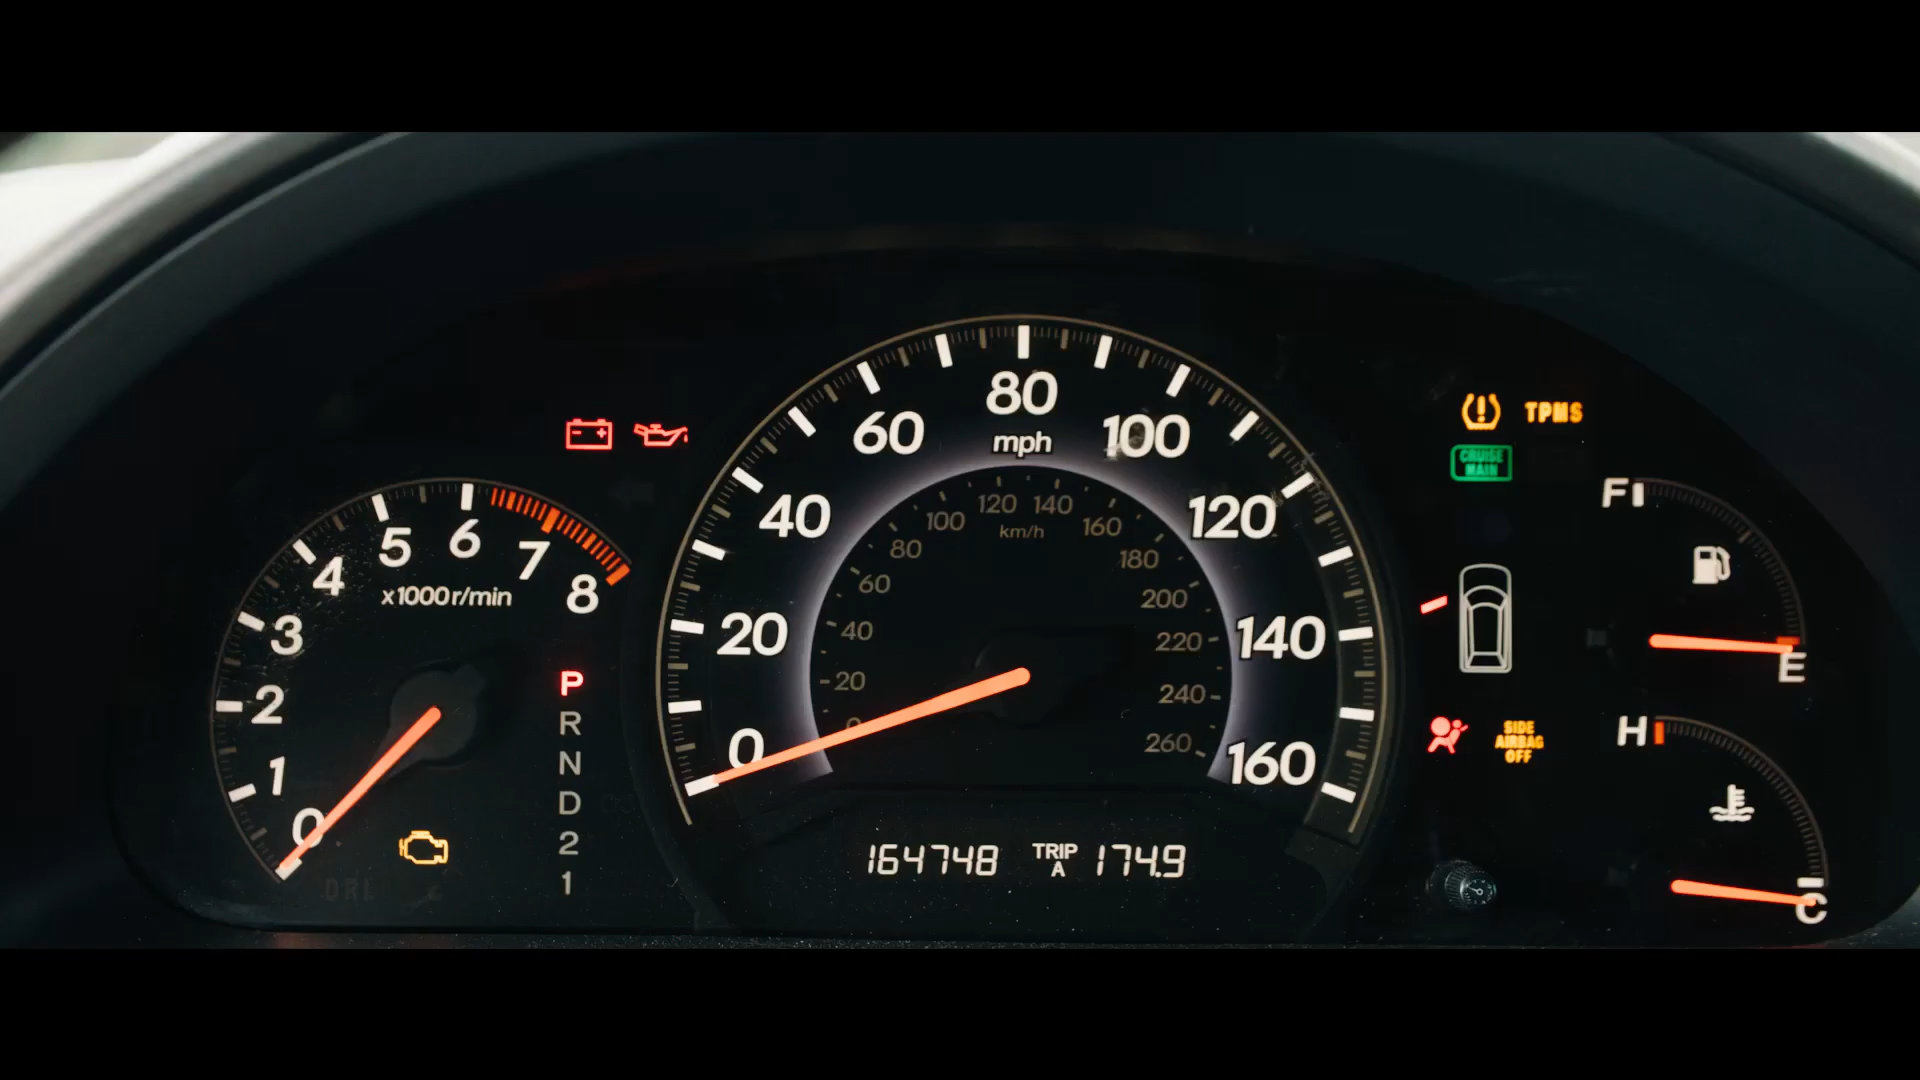 80
60
mph
100
TPMS
CRUISE
MAIN
40
120
120
140
100
160
km/h
F
5
6
7
4
8
x1000r/min
80
180
60
200
3
20
40
220
140
E
P
20
240
2
R
H
1
N
0
0
260
160
SIDE
AIRBAG
OFF
D
0
2
164748
TRIP
A
174.9
DRL
1
C